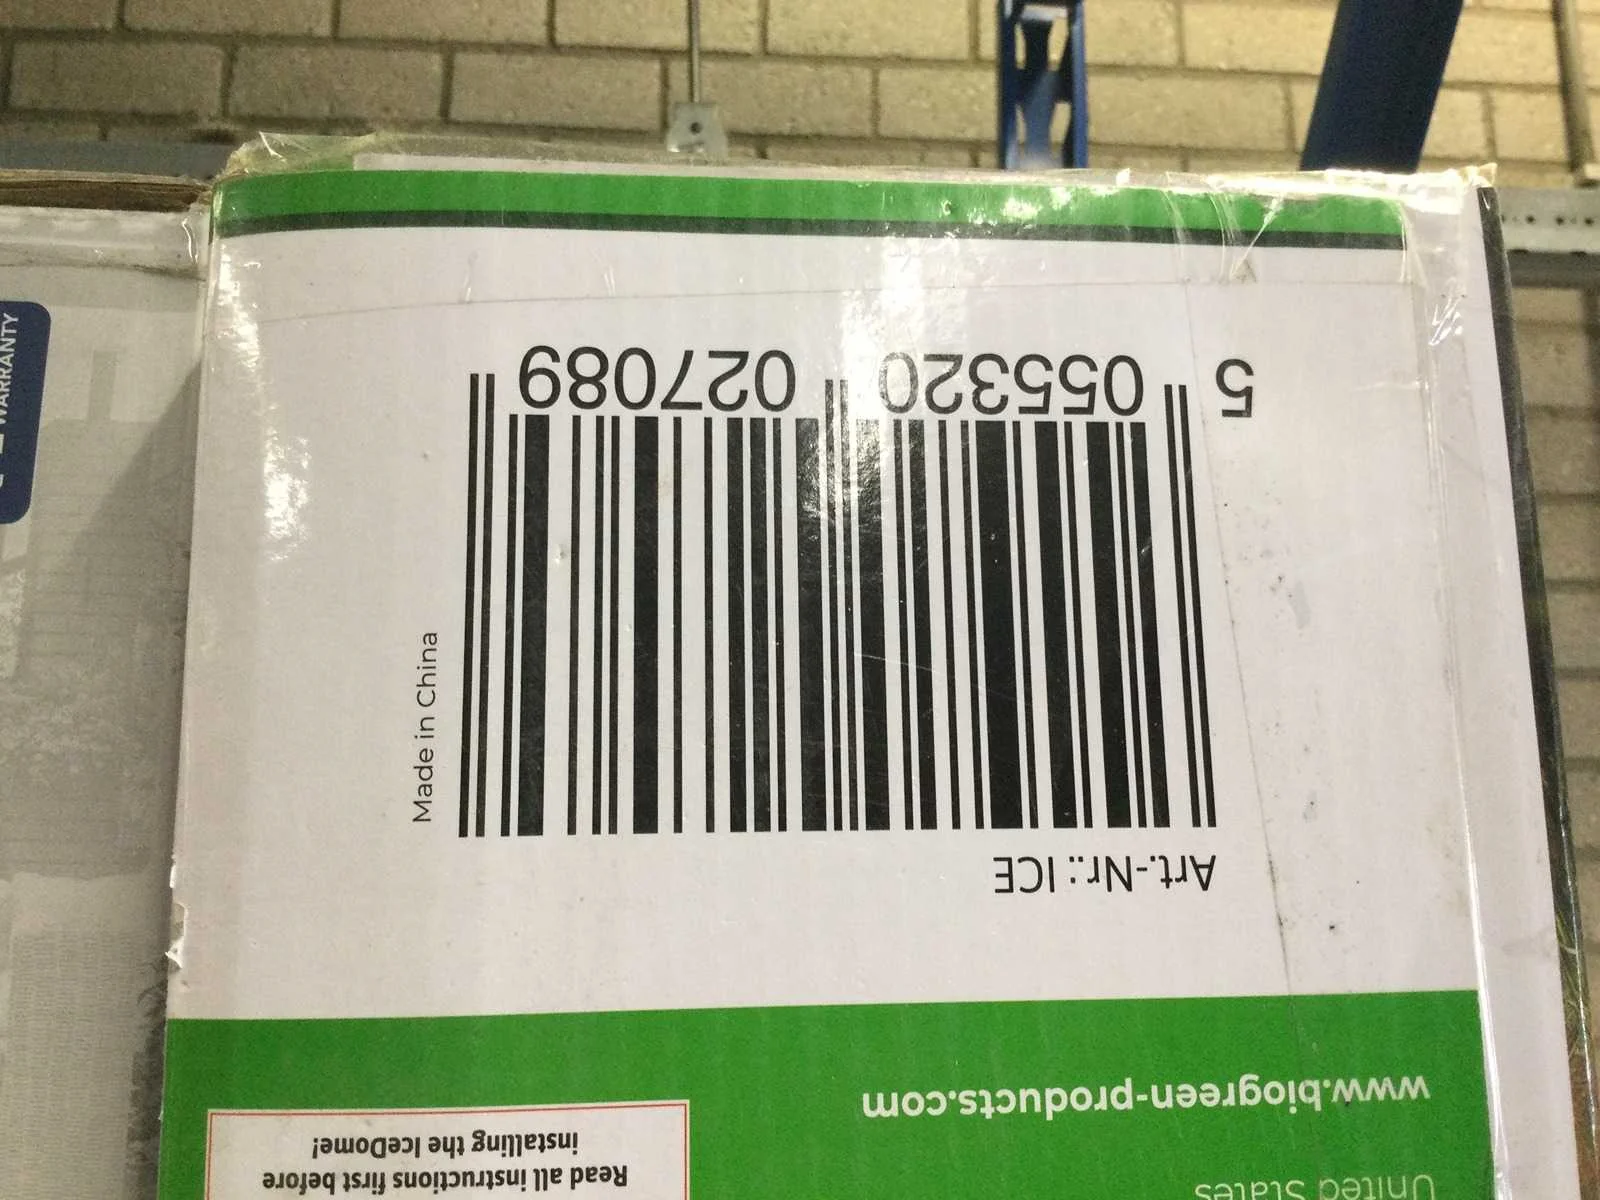 United States
www.biogreen-products.com
Read all instructions first before
installing the IceDome!
Art.-Nr.: ICE
Made in China
5 055320 027089
WARRANTY